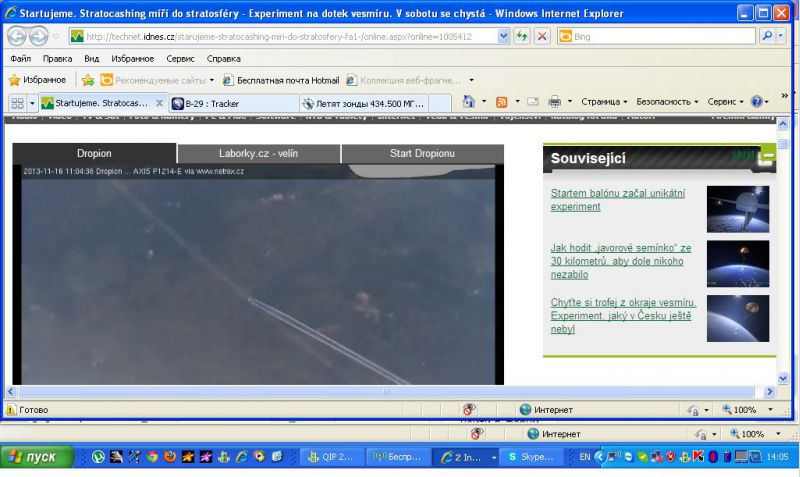 Startujeme. Stratocashing míří do stratosféry - Experiment na dotek vesmíru. V sobotu se chystá - Windows Internet Explorer
http://technet.idnes.cz/starujeme-stratocashing-miri-do-stratosfery-fa1-/online.aspx?online=1005412
Bing
Файл Правка Вид Избранное Сервис Справка
Избранное Рекомендуемые сайты Бесплатная почта Hotmail Коллекция веб-фрагме...
Startujeme. Stratocas... B-29 : Tracker Летят зонды 434.500 МГ... Страница Безопасность Сервис
Dropion Laborky.cz - velín Start Dropionu
2013-11-16 11:04:36 Dropion ... AXIS P1214-E via www.netrex.cz
Související skrýt
Startem balónu začal unikátní
experiment
Jak hodit „javorové semínko“ ze
30 kilometrů, aby dole nikoho
nezabilo
Chyťte si trofej z okraje vesmíru.
Experiment, jaký v Česku ještě
nebyl
Готово Интернет 100%
Интернет 100%
пуск QIP 2... Беспр... 2 In... Skype... EN 14:05